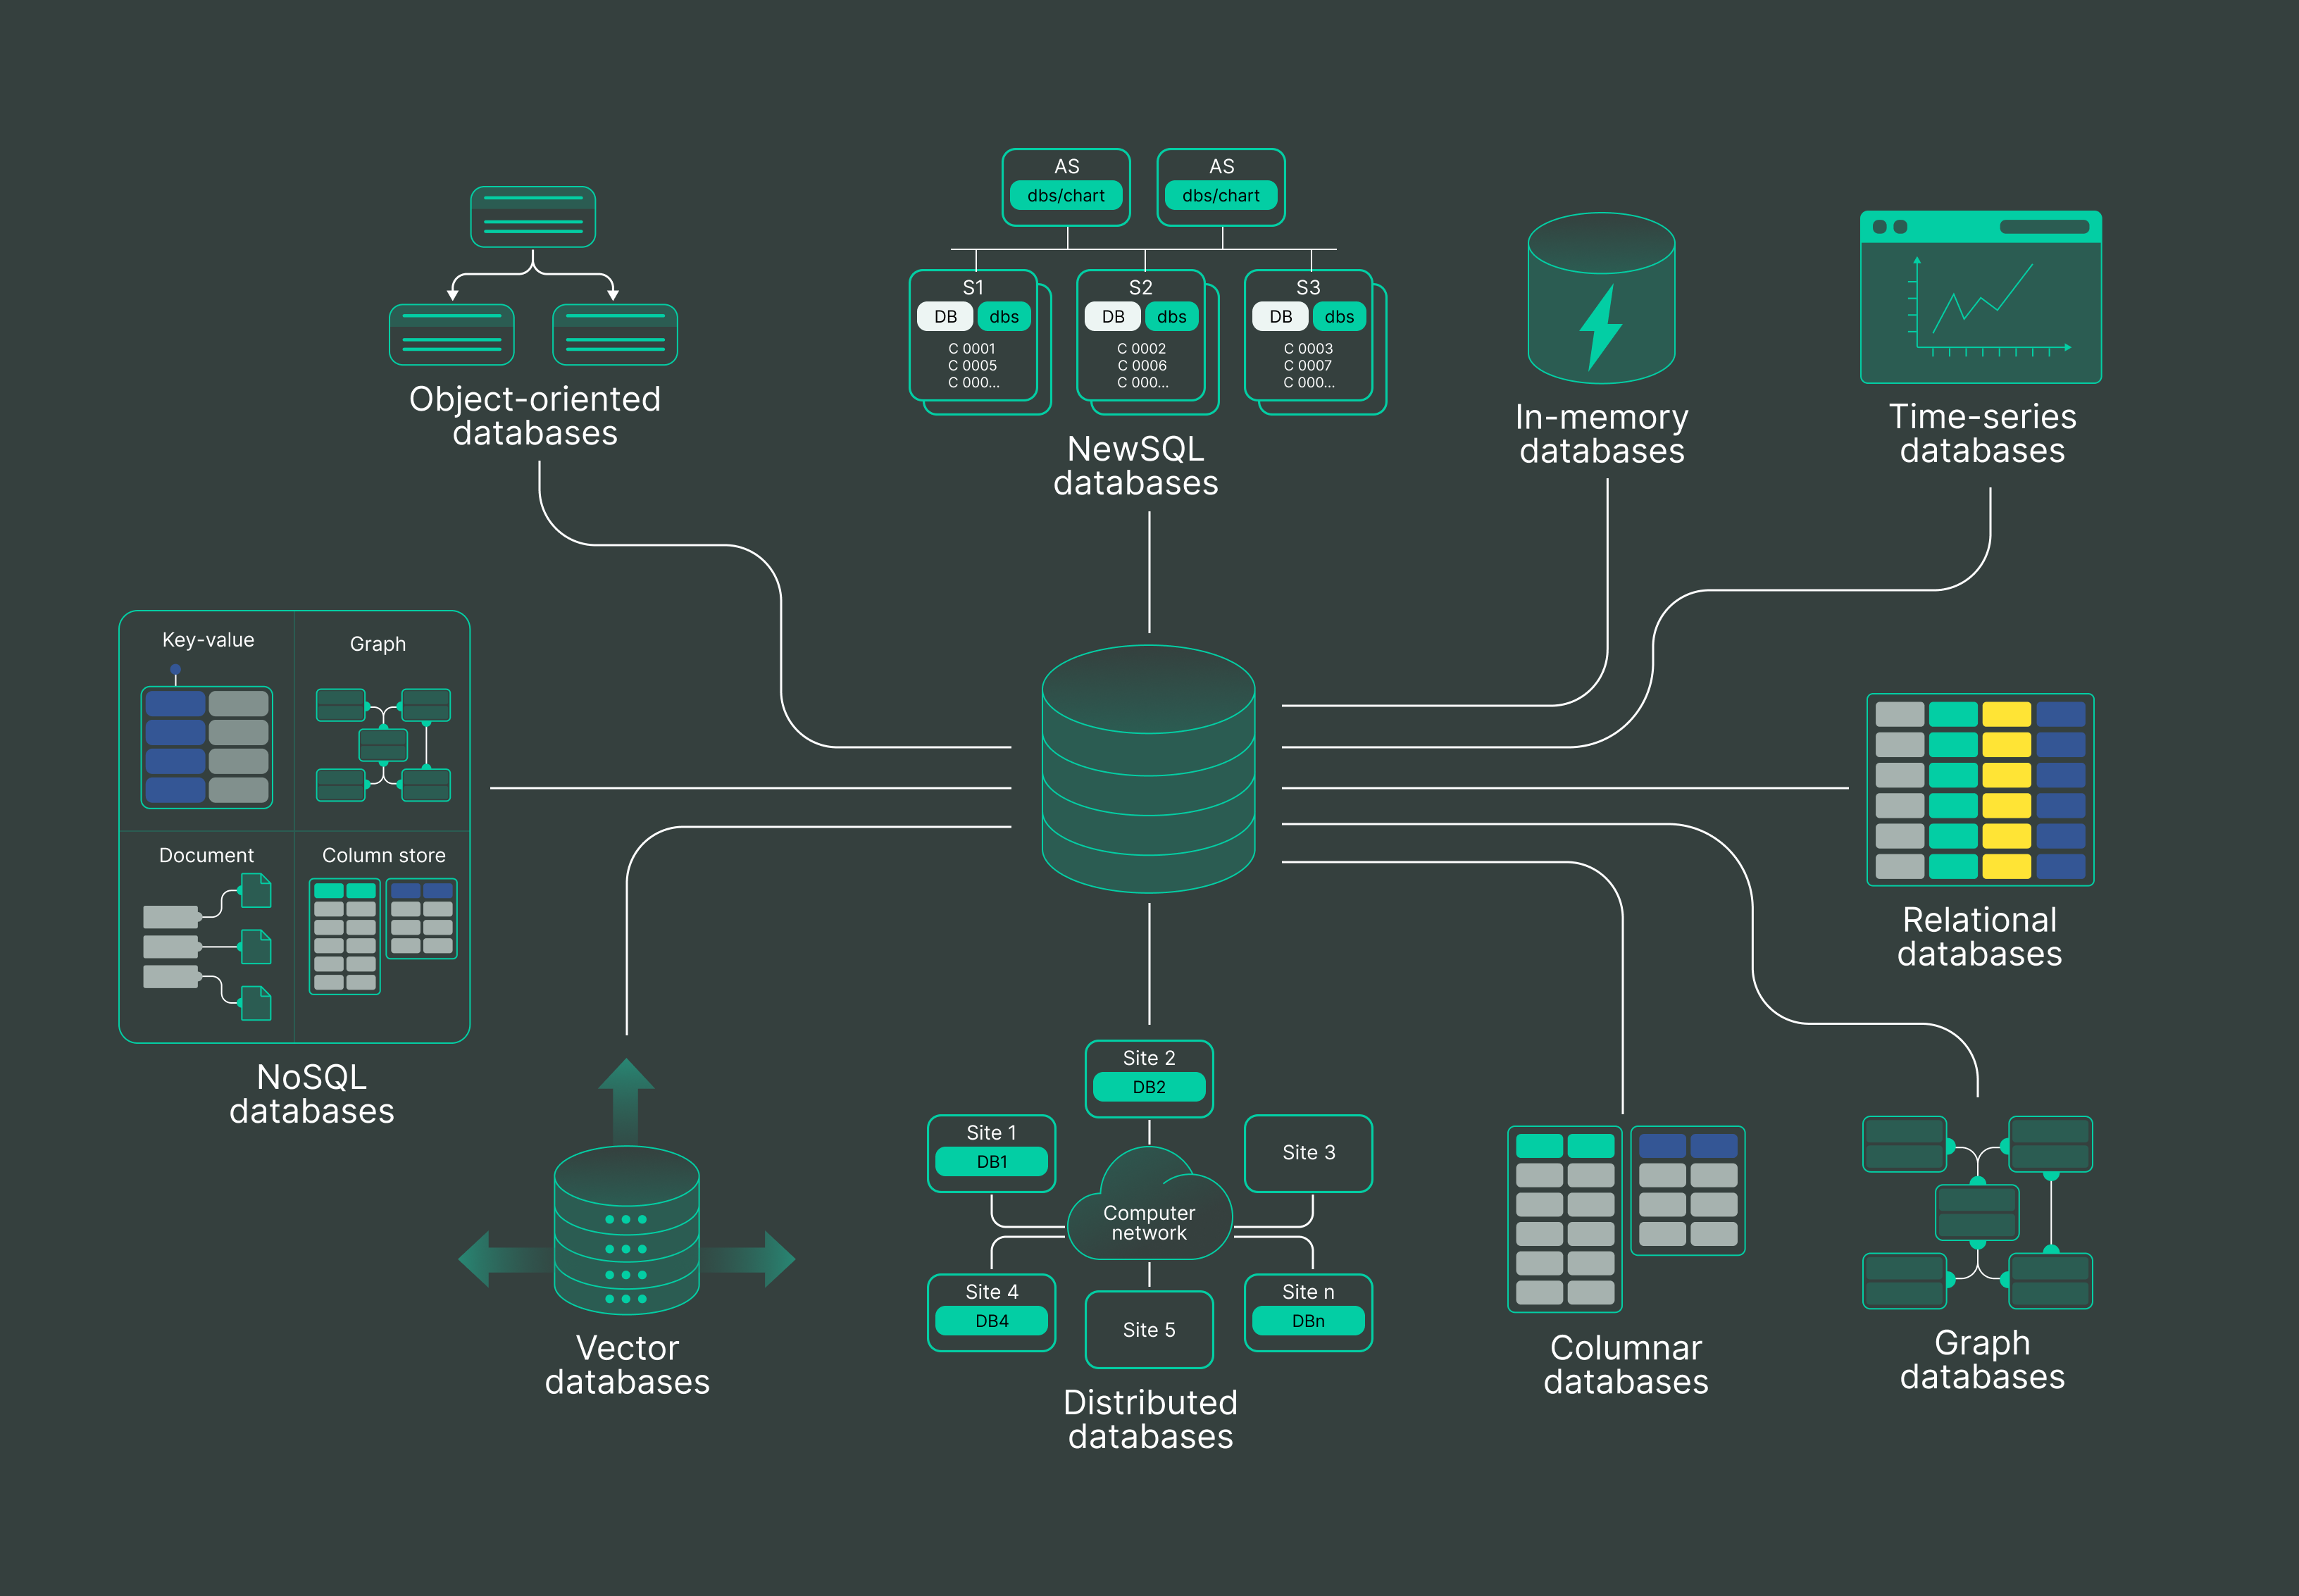 AS
dbs/chart
AS
dbs/chart
S1
DB
dbs
C 0001
C 0005
C 000...
S2
DB
dbs
C 0002
C 0006
C 000...
S3
DB
dbs
C 0003
C 0007
C 000...
Object-oriented
databases
NewSQL
databases
In-memory
databases
Time-series
databases
Key-value
Graph
Document
Column store
NoSQL
databases
Relational
databases
Vector
databases
Site 2
DB2
Site 1
DB1
Site 3
Computer
network
Site 4
DB4
Site 5
Site n
DBn
Distributed
databases
Columnar
databases
Graph
databases